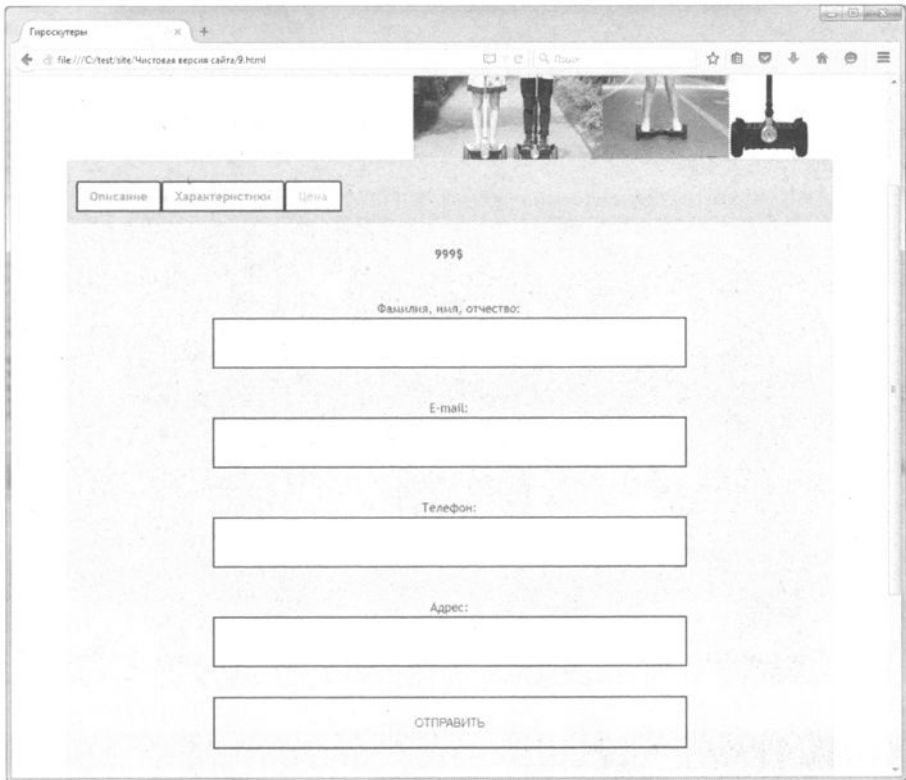 Гироскутеры
file:///C:/test/site/Чистовая версия сайта/9.html
Поиск
Описание Характеристики Цена
999$
Фамилия, имя, отчество:
E-mail:
Телефон:
Адрес:
ОТПРАВИТЬ